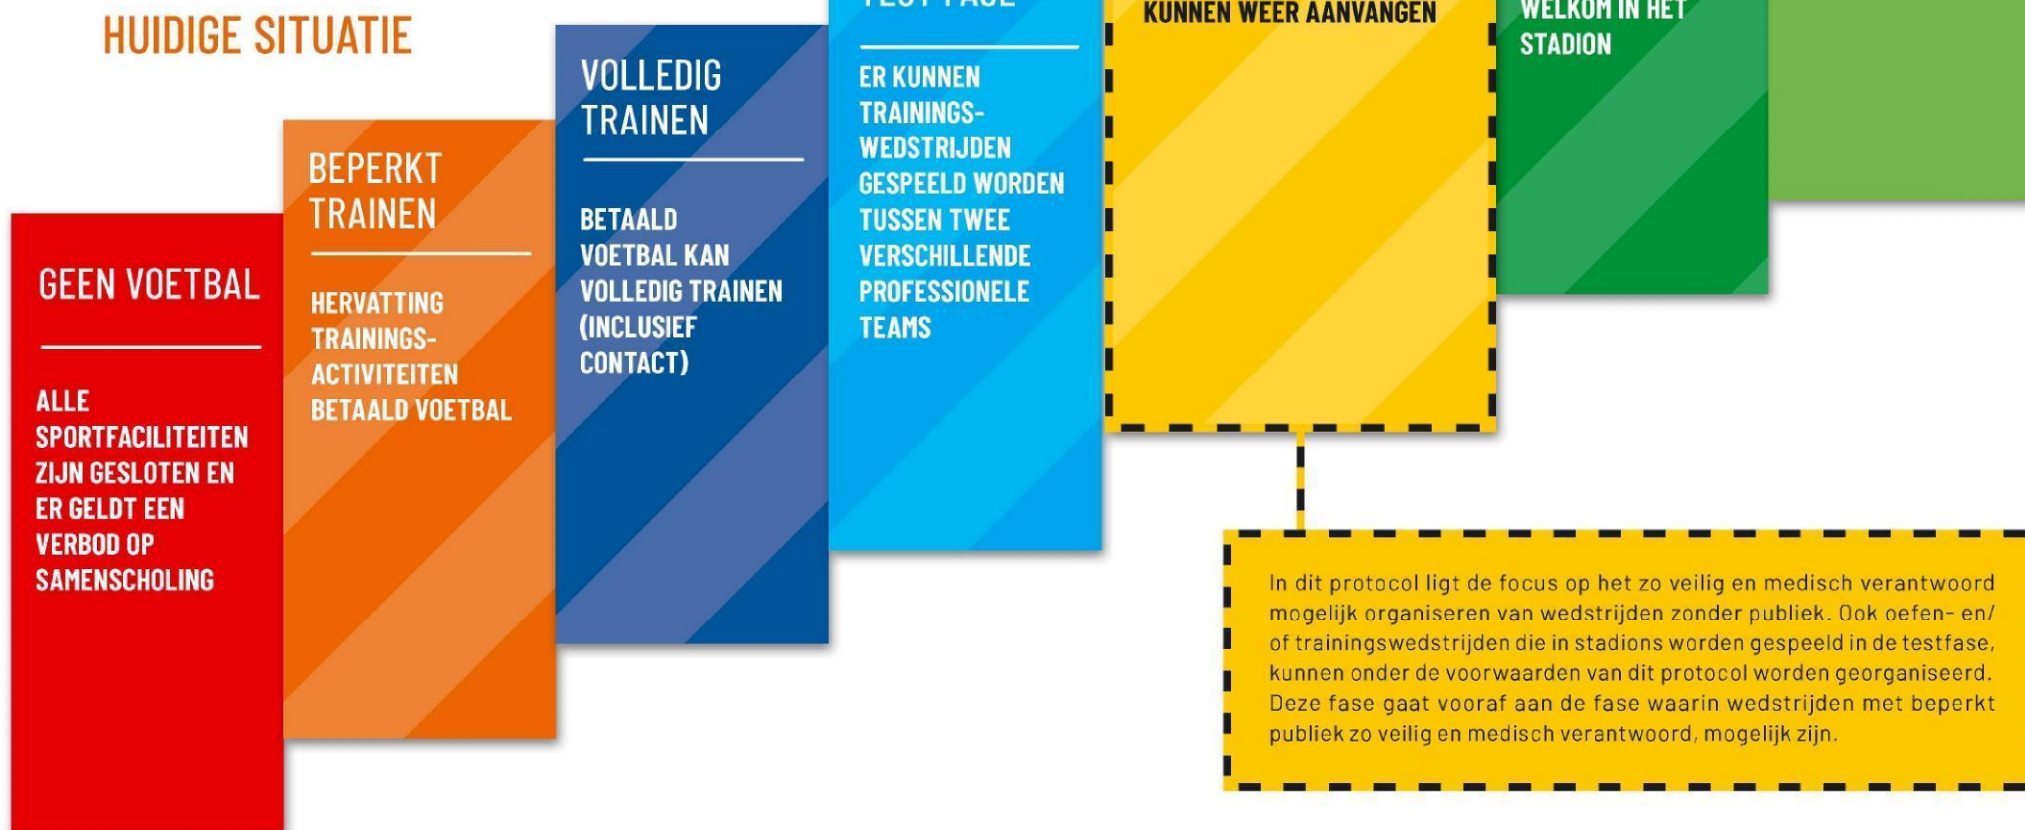 HUIDIGE SITUATIE
GEEN VOETBAL
ALLE
SPORTFACILITEITEN
ZIJN GESLOTEN EN
ER GELDT EEN
VERBOD OP
SAMENSCHOLING
BEPERKT
TRAINEN
HERVATTING
TRAININGS-
ACTIVITEITEN
BETAALD VOETBAL
VOLLEDIG
TRAINEN
BETAALD
VOETBAL KAN
VOLLEDIG TRAINEN
(INCLUSIEF
CONTACT)
TEST FASE
ER KUNNEN
TRAININGS-
WEDSTRIJDEN
GESPEELD WORDEN
TUSSEN TWEE
VERSCHILLENDE
PROFESSIONELE
TEAMS
KUNNEN WEER AANVANGEN
WELKOM IN HET
STADION
In dit protocol ligt de focus op het zo veilig en medisch verantwoord
mogelijk organiseren van wedstrijden zonder publiek. Ook oefen- en/
of trainingswedstrijden die in stadions worden gespeeld in de testfase,
kunnen onder de voorwaarden van dit protocol worden georganiseerd.
Deze fase gaat vooraf aan de fase waarin wedstrijden met beperkt
publiek zo veilig en medisch verantwoord, mogelijk zijn.